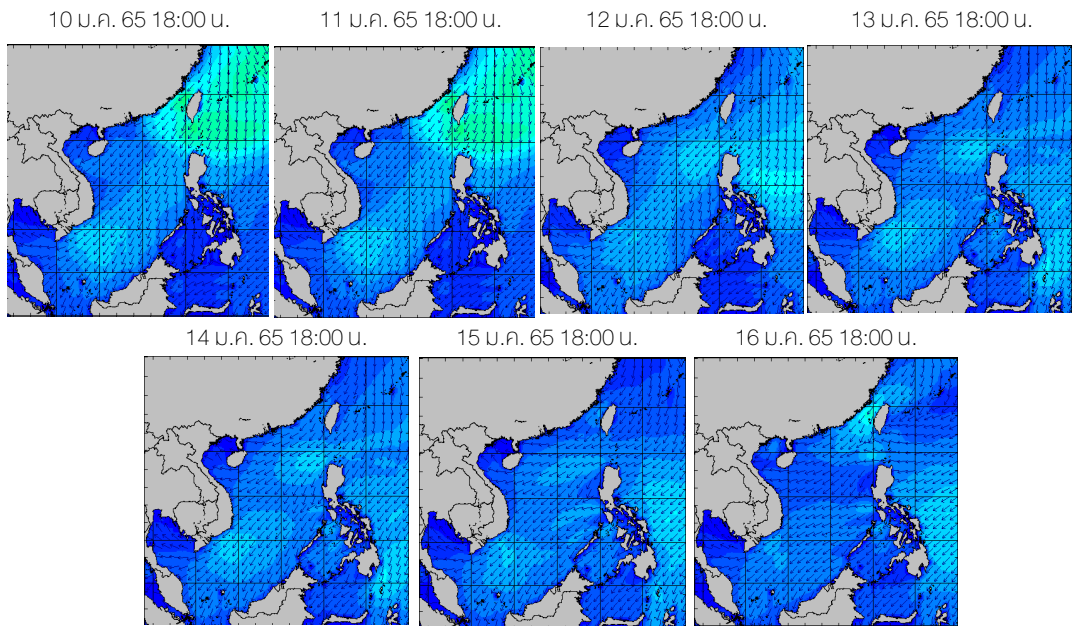 10 ม.ค. 65 18:00 น.
11 ม.ค. 65 18:00 น.
12 ม.ค. 65 18:00 น.
13 ม.ค. 65 18:00 น.
14 ม.ค. 65 18:00 น.
15 ม.ค. 65 18:00 น.
16 ม.ค. 65 18:00 น.